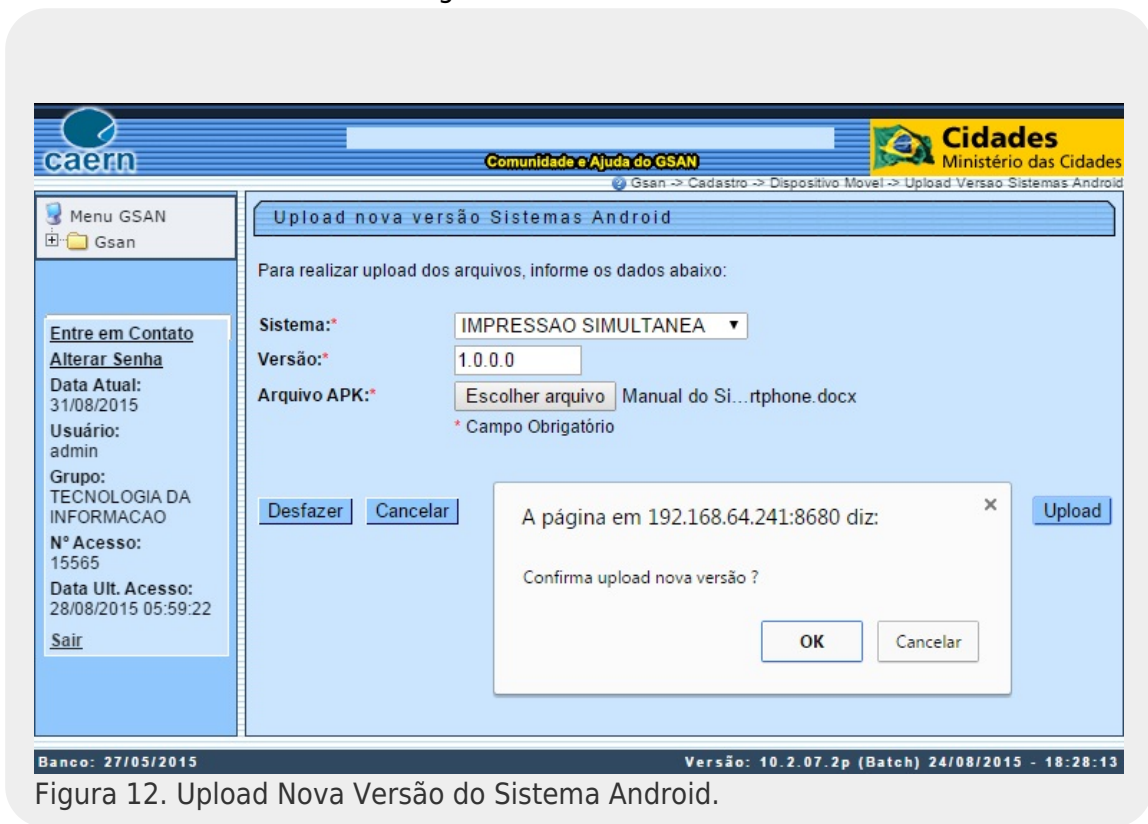 caern
Comunidade e Ajuda do GSAN
Cidades
Ministério das Cidades
Gsan -> Cadastro -> Dispositivo Movel -> Upload Versao Sistemas Android
Menu GSAN
Gsan
Entre em Contato
Alterar Senha
Data Atual:
31/08/2015
Usuário:
admin
Grupo:
TECNOLOGIA DA
INFORMACAO
Nº Acesso:
15565
Data Ult. Acesso:
28/08/2015 05:59:22
Sair
Upload nova versão Sistemas Android
Para realizar upload dos arquivos, informe os dados abaixo:
Sistema:* IMPRESSAO SIMULTANEA
Versão:* 1.0.0.0
Arquivo APK:* Escolher arquivo Manual do Si...rtphone.docx
* Campo Obrigatório
Desfazer Cancelar Upload
A página em 192.168.64.241:8680 diz: ×
Confirma upload nova versão ?
OK Cancelar
Banco: 27/05/2015 Versão: 10.2.07.2p (Batch) 24/08/2015 - 18:28:13
Figura 12. Upload Nova Versão do Sistema Android.